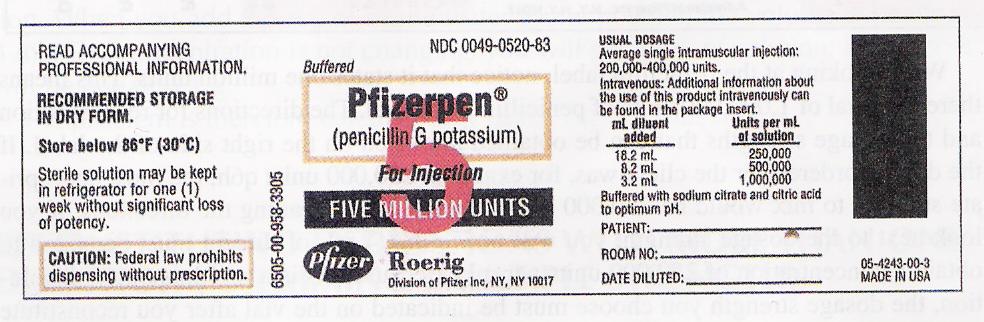 READ ACCOMPANYING
PROFESSIONAL INFORMATION.
RECOMMENDED STORAGE
IN DRY FORM.
Store below 86°F (30°C)
Sterile solution may be kept
in refrigerator for one (1)
week without significant loss
of potency.
CAUTION: Federal law prohibits
dispensing without prescription.
6505-00-958-3305
NDC 0049-0520-83
Buffered
Pfizerpen®
(penicillin G potassium)
5
For Injection
FIVE MILLION UNITS
Pfizer Roerig
Division of Pfizer Inc, NY, NY 10017
USUAL DOSAGE
Average single intramuscular injection:
200,000-400,000 units.
Intravenous: Additional information about
the use of this product intravenously can
be found in the package insert.
mL diluent Units per mL
added of solution
18.2 mL 250,000
8.2 mL 500,000
3.2 mL 1,000,000
Buffered with sodium citrate and citric acid
to optimum pH.
PATIENT:
ROOM NO:
DATE DILUTED:
05-4243-00-3
MADE IN USA